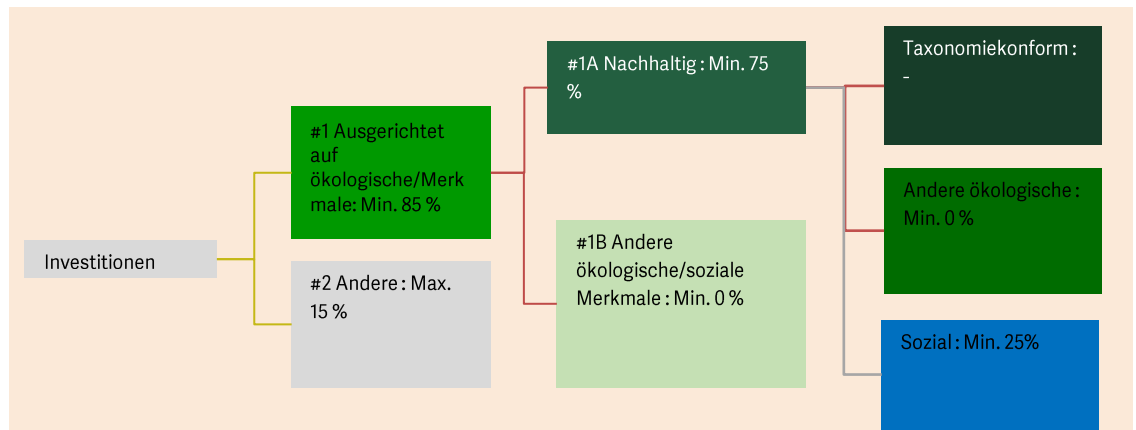 Investitionen
#1 Ausgerichtet
auf
ökologische/Merk
male: Min. 85 %
#2 Andere : Max.
15 %
#1A Nachhaltig : Min. 75
%
#1B Andere
ökologische/soziale
Merkmale : Min. 0 %
Taxonomiekonform :
-
Andere ökologische :
Min. 0 %
Sozial : Min. 25%